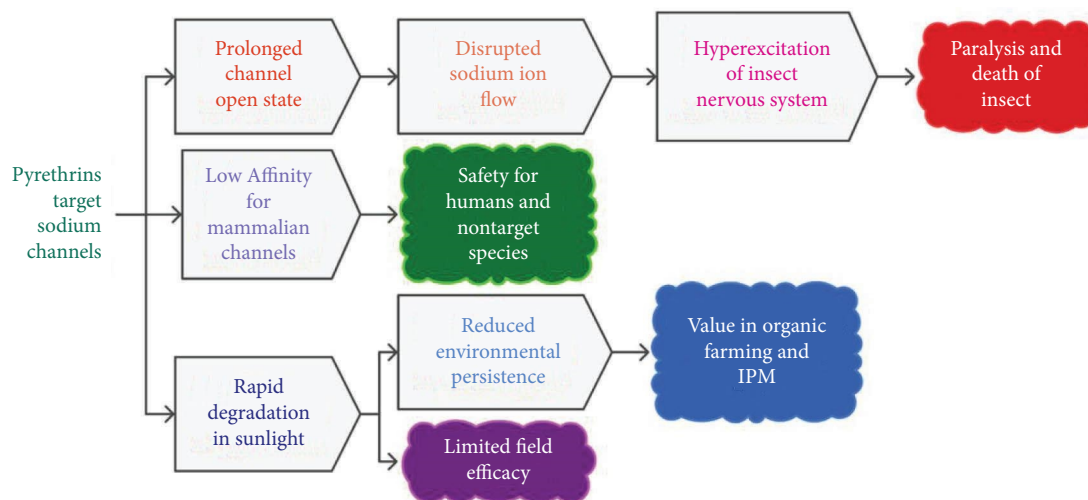 Pyrethrins
target
sodium
channels
Prolonged
channel
open state
Disrupted
sodium ion
flow
Hyperexcitation
of insect
nervous system
Paralysis and
death of
insect
Low Affinity
for
mammalian
channels
Safety for
humans and
nontarget
species
Rapid
degradation
in sunlight
Reduced
environmental
persistence
Value in organic
farming and
IPM
Limited field
efficacy